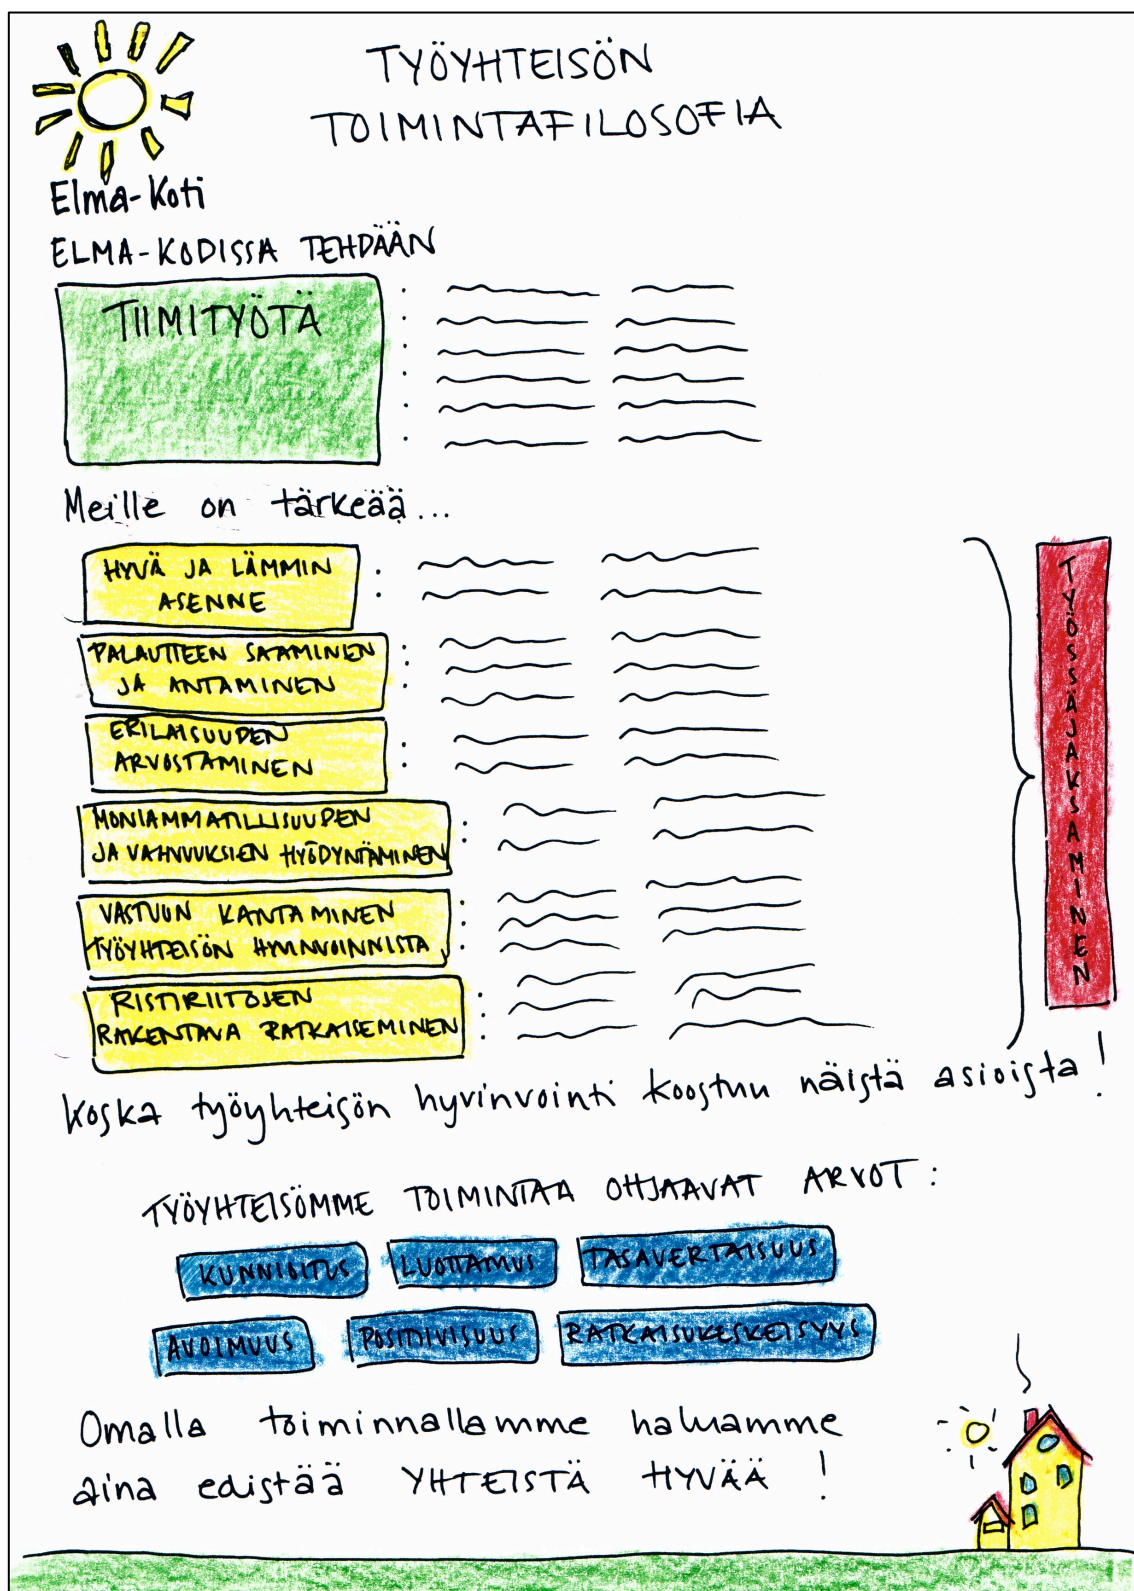 TYÖYHTEISÖN
TOIMINTAFILOSOFIA
Elma-Koti
ELMA-KODISSA TEHDÄÄN
TIIMITYÖTÄ
Meille on tärkeää...
HYVÄ JA LÄMMIN
ASENNE
PALAUTTEEN SAAMINEN
JA ANTAMINEN
ERILAISUUDEN
ARVOSTAMINEN
MONIAMMATILLISUUDEN
JA VAHVUUKSIEN HYÖDYNTÄMINEN
VASTUUN KANTAMINEN
TYÖYHTEISÖN HYVINVOINNISTA
RISTIRIITOJEN
RAKENTAVA RATKAISEMINEN
TYÖSSÄJAKSAMINEN
Koska työyhteisön hyvinvointi koostuu näistä asioista!
TYÖYHTEISÖMME TOIMINTAA OHJAAVAT ARVOT:
KUNNIOITUS LUOTTAMUS TASAVERTAISUUS
AVOIMUUS POSITIIVISUUS RATKAISUKESKEISYYS
Omalla toiminnallamme haluamme
aina edistää YHTEISTÄ HYVÄÄ!